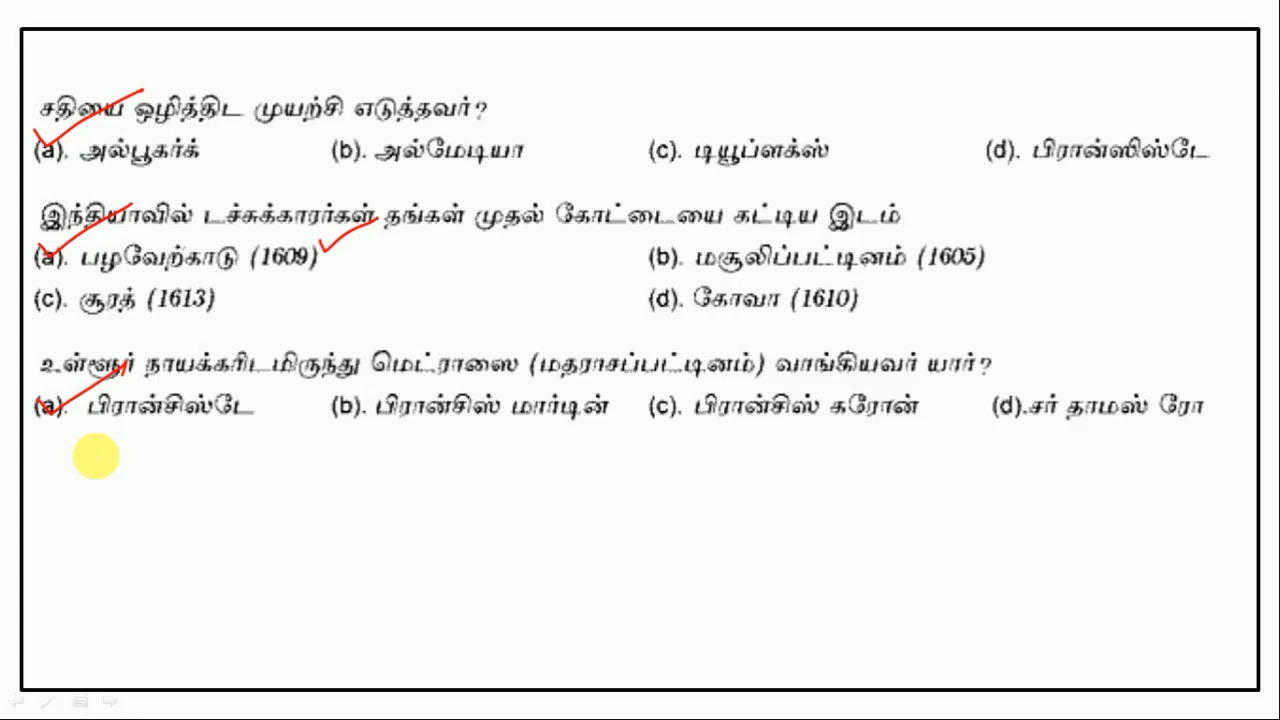 சதியை ஒழித்திட முயற்சி எடுத்தவர்?
(a). அல்பூகர்க் (b). அல்மேடியா (c). டியூப்ளக்ஸ் (d). பிரான்ஸிஸ்டே
இந்தியாவில் டச்சுக்காரர்கள் தங்கள் முதல் கோட்டையை கட்டிய இடம்
(a). பழவேற்காடு (1609) (b). மசூலிப்பட்டினம் (1605)
(c). சூரத் (1613) (d). கோவா (1610)
உள்ளூர் நாயக்கரிடமிருந்து மெட்ராஸை (மதராசப்பட்டினம்) வாங்கியவர் யார்?
(a). பிரான்சிஸ்டே (b). பிரான்சிஸ் மார்டின் (c). பிரான்சிஸ் கரோன் (d).சர் தாமஸ் ரோ